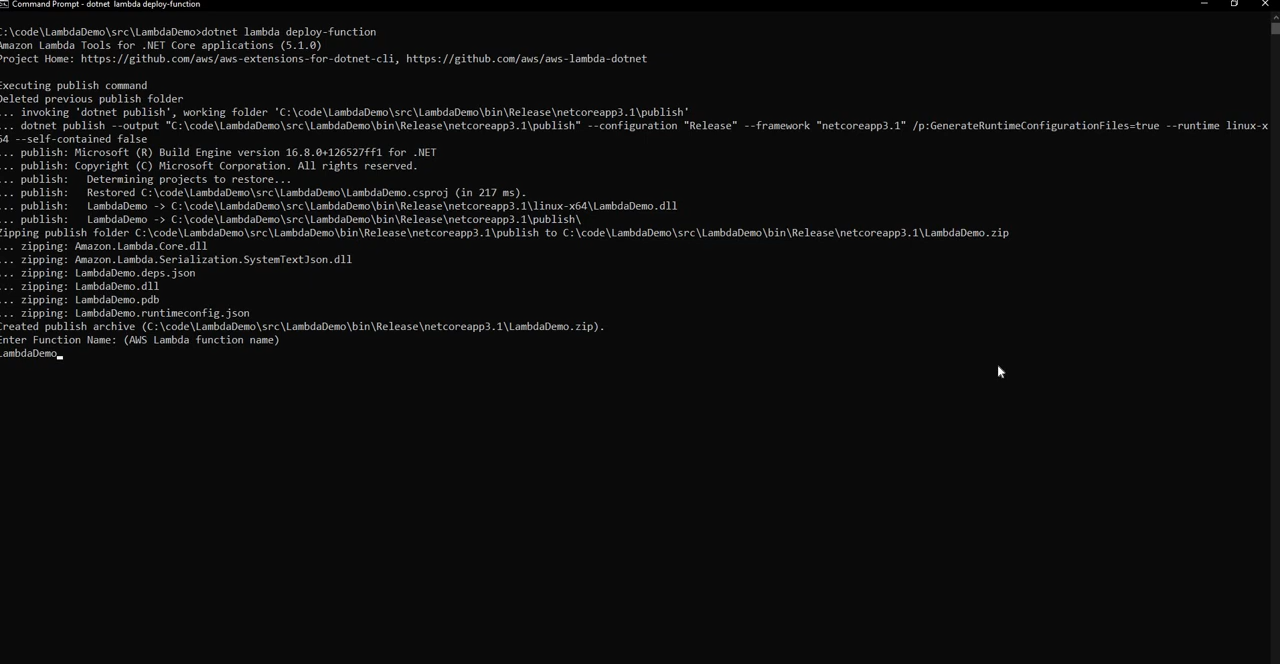 Command Prompt - dotnet lambda deploy-function
C:\code\LambdaDemo\src\LambdaDemo>dotnet lambda deploy-function
Amazon Lambda Tools for .NET Core applications (5.1.0)
Project Home: https://github.com/aws/aws-extensions-for-dotnet-cli, https://github.com/aws/aws-lambda-dotnet
Executing publish command
Deleted previous publish folder
... invoking 'dotnet publish', working folder 'C:\code\LambdaDemo\src\LambdaDemo\bin\Release\netcoreapp3.1\publish'
... dotnet publish --output "C:\code\LambdaDemo\src\LambdaDemo\bin\Release\netcoreapp3.1\publish" --configuration "Release" --framework "netcoreapp3.1" /p:GenerateRuntimeConfigurationFiles=true --runtime linux-x
64 --self-contained false
... publish: Microsoft (R) Build Engine version 16.8.0+126527ff1 for .NET
... publish: Copyright (C) Microsoft Corporation. All rights reserved.
... publish:   Determining projects to restore...
... publish:   Restored C:\code\LambdaDemo\src\LambdaDemo\LambdaDemo.csproj (in 217 ms).
... publish:   LambdaDemo -> C:\code\LambdaDemo\src\LambdaDemo\bin\Release\netcoreapp3.1\linux-x64\LambdaDemo.dll
... publish:   LambdaDemo -> C:\code\LambdaDemo\src\LambdaDemo\bin\Release\netcoreapp3.1\publish\
Zipping publish folder C:\code\LambdaDemo\src\LambdaDemo\bin\Release\netcoreapp3.1\publish to C:\code\LambdaDemo\src\LambdaDemo\bin\Release\netcoreapp3.1\LambdaDemo.zip
... zipping: Amazon.Lambda.Core.dll
... zipping: Amazon.Lambda.Serialization.SystemTextJson.dll
... zipping: LambdaDemo.deps.json
... zipping: LambdaDemo.dll
... zipping: LambdaDemo.pdb
... zipping: LambdaDemo.runtimeconfig.json
Created publish archive (C:\code\LambdaDemo\src\LambdaDemo\bin\Release\netcoreapp3.1\LambdaDemo.zip).
Enter Function Name: (AWS Lambda function name)
LambdaDemo